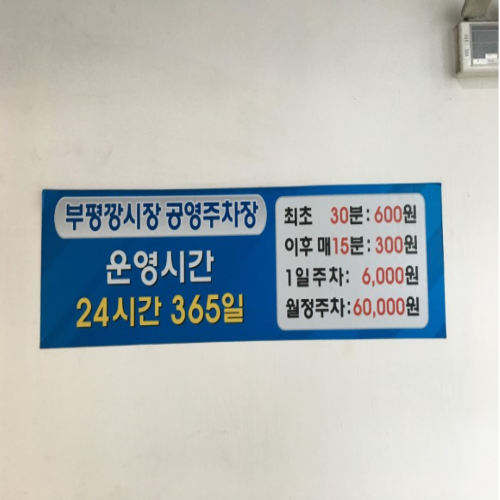 부평깡시장 공영주차장
운영시간
24시간 365일
최초 30분: 600원
이후 매15분: 300원
1일주차: 6,000원
월정주차:60,000원